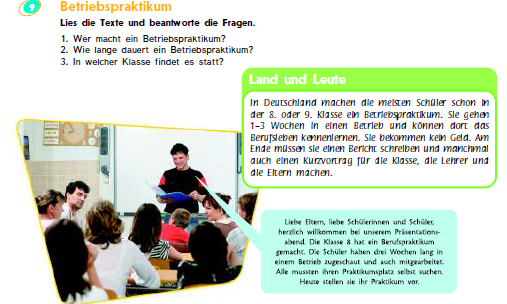 9 Betriebspraktikum
Lies die Texte und beantworte die Fragen.
1. Wer macht ein Betriebspraktikum?
2. Wie lange dauert ein Betriebspraktikum?
3. In welcher Klasse findet es statt?
Land und Leute
In Deutschland machen die meisten Schüler schon in
der 8. oder 9. Klasse ein Betriebspraktikum. Sie gehen
1–3 Wochen in einen Betrieb und können dort das
Berufsleben kennenlernen. Sie bekommen kein Geld. Am
Ende müssen sie einen Bericht schreiben und manchmal
auch einen Kurzvortrag für die Klasse, die Lehrer und
die Eltern machen.
Liebe Eltern, liebe Schülerinnen und Schüler,
herzlich willkommen bei unserem Präsentations-
abend. Die Klasse 8 hat ein Berufspraktikum
gemacht. Die Schüler haben drei Wochen lang in
einem Betrieb zugeschaut und auch mitgearbeitet.
Alle mussten ihren Praktikumsplatz selbst suchen.
Heute stellen sie ihr Praktikum vor.